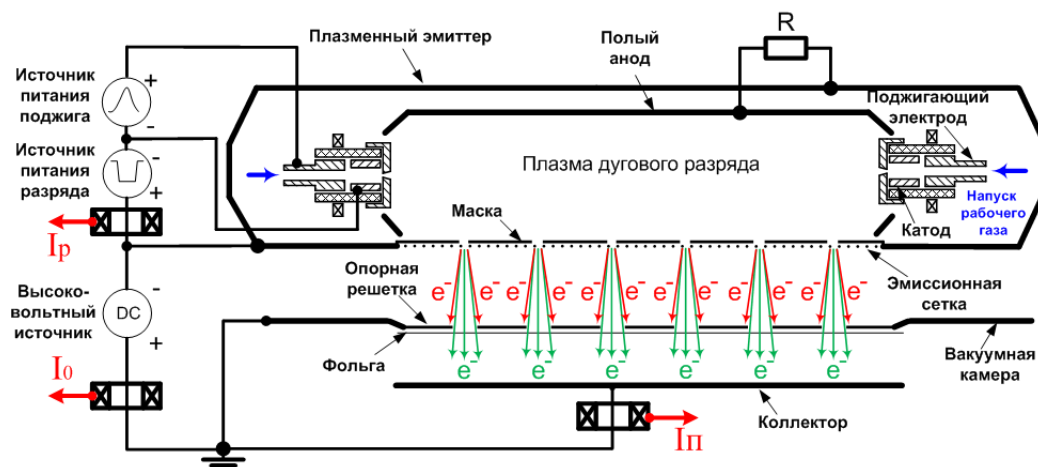 Плазменный эмиттер
Полый
анод
R
Источник
питания
поджига
+
-
Поджигающий
электрод
Источник
питания
разряда
-
+
Плазма дугового разряда
Напуск
рабочего
газа
Катод
Iр
Маска
Эмиссионная
сетка
Опорная
решетка
e⁻ e⁻ e⁻ e⁻ e⁻ e⁻ e⁻ e⁻ e⁻ e⁻ e⁻ e⁻
Высоко-
вольтный
источник
-
DC
+
Фольга
Вакуумная
камера
e⁻ e⁻ e⁻ e⁻ e⁻ e⁻
I0
Коллектор
Iп